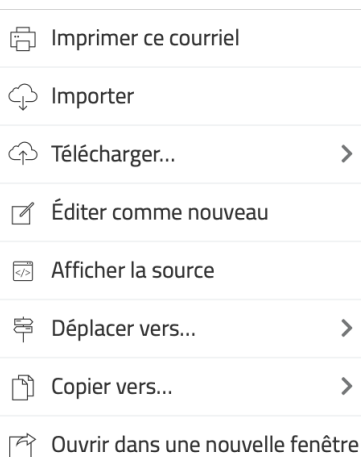 Imprimer ce courriel
Importer
Télécharger...
Éditer comme nouveau
Afficher la source
Déplacer vers...
Copier vers...
Ouvrir dans une nouvelle fenêtre